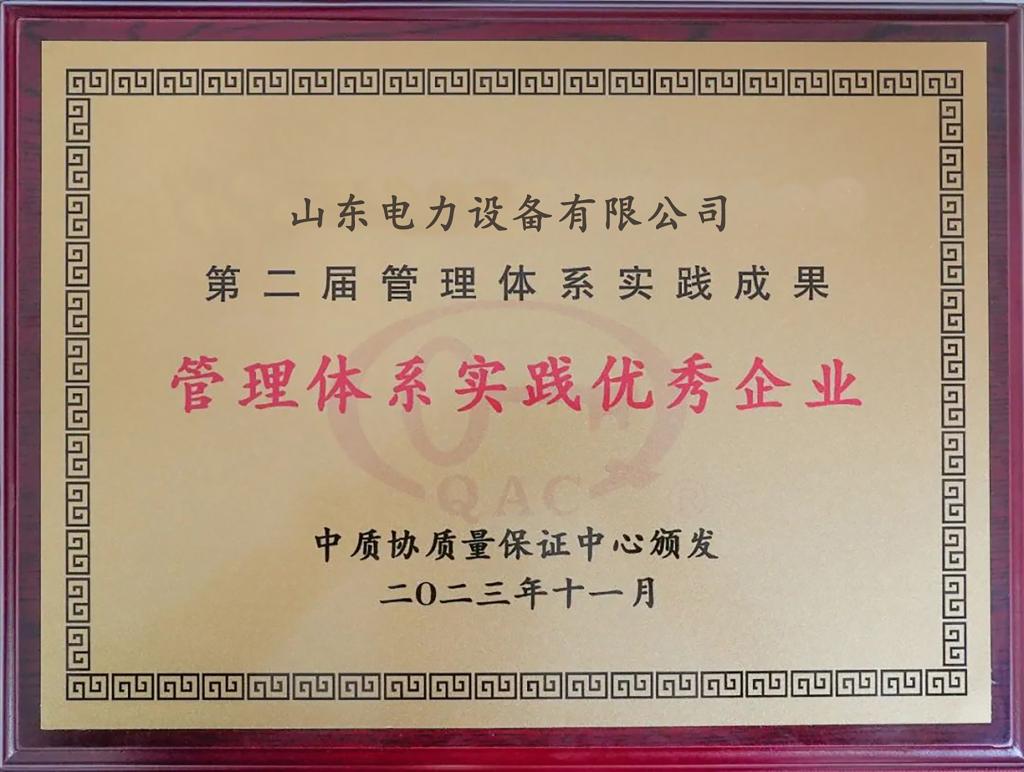 山东电力设备有限公司
第二届管理体系实践成果
管理体系实践优秀企业
QAC ®
中质协质量保证中心颁发
二O二三年十一月